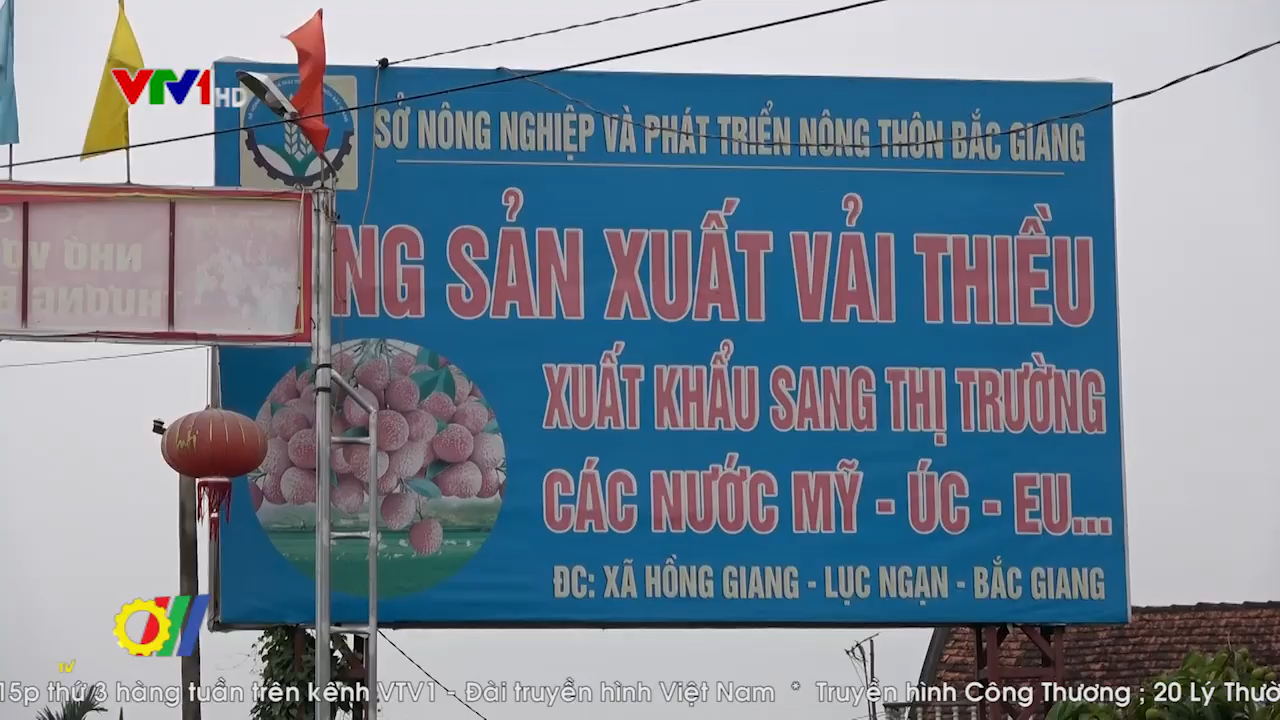 VTV1 HD
SỞ NÔNG NGHIỆP VÀ PHÁT TRIỂN NÔNG THÔN BẮC GIANG
NG SẢN XUẤT VẢI THIỀU
XUẤT KHẨU SANG THỊ TRƯỜNG
CÁC NƯỚC MỸ - ÚC - EU...
ĐC: XÃ HỒNG GIANG - LỤC NGẠN - BẮC GIANG
TV
15p thứ 3 hàng tuần trên kênh VTV1 - Đài truyền hình Việt Nam * Truyền hình Công Thương ; 20 Lý Thườ